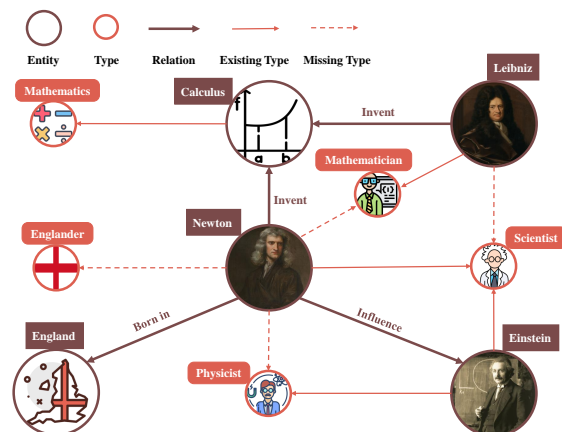 Entity
Type
Relation
Existing Type
Missing Type
Leibniz
Mathematics
Calculus
f
a b
Invent
Mathematician
Invent
Newton
Englander
Scientist
Born in
Influence
England
Einstein
Physicist